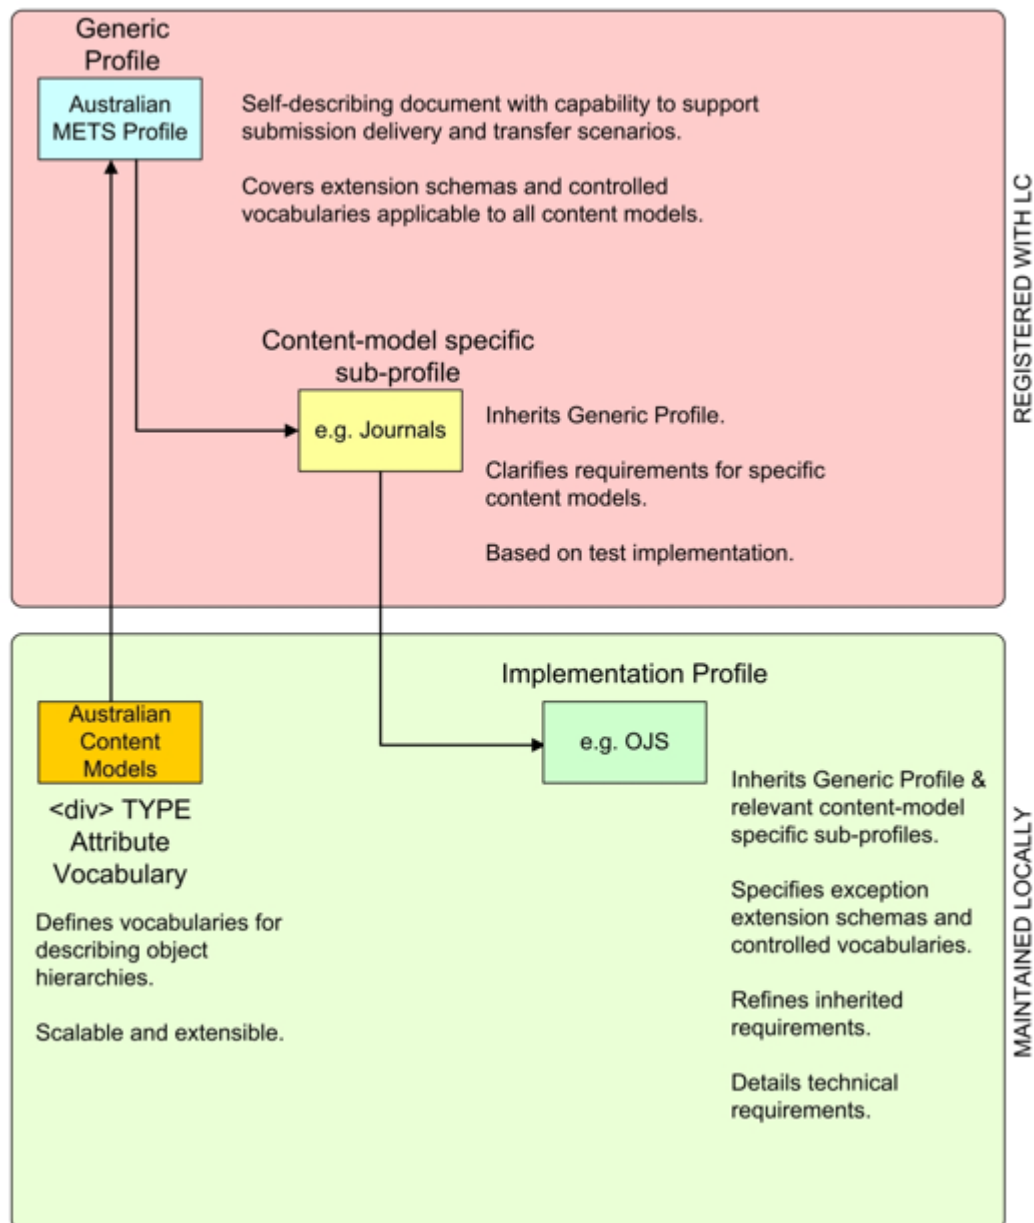 Generic
Profile
Australian
METS Profile
Self-describing document with capability to support
submission delivery and transfer scenarios.
Covers extension schemas and controlled
vocabularies applicable to all content models.
Content-model specific
sub-profile
e.g. Journals
Inherits Generic Profile.
Clarifies requirements for specific
content models.
Based on test implementation.
REGISTERED WITH LC
Implementation Profile
Australian
Content
Models
e.g. OJS
<div> TYPE
Attribute
Vocabulary
Defines vocabularies for
describing object
hierarchies.
Scalable and extensible.
Inherits Generic Profile &
relevant content-model
specific sub-profiles.
Specifies exception
extension schemas and
controlled vocabularies.
Refines inherited
requirements.
Details technical
requirements.
MAINTAINED LOCALLY